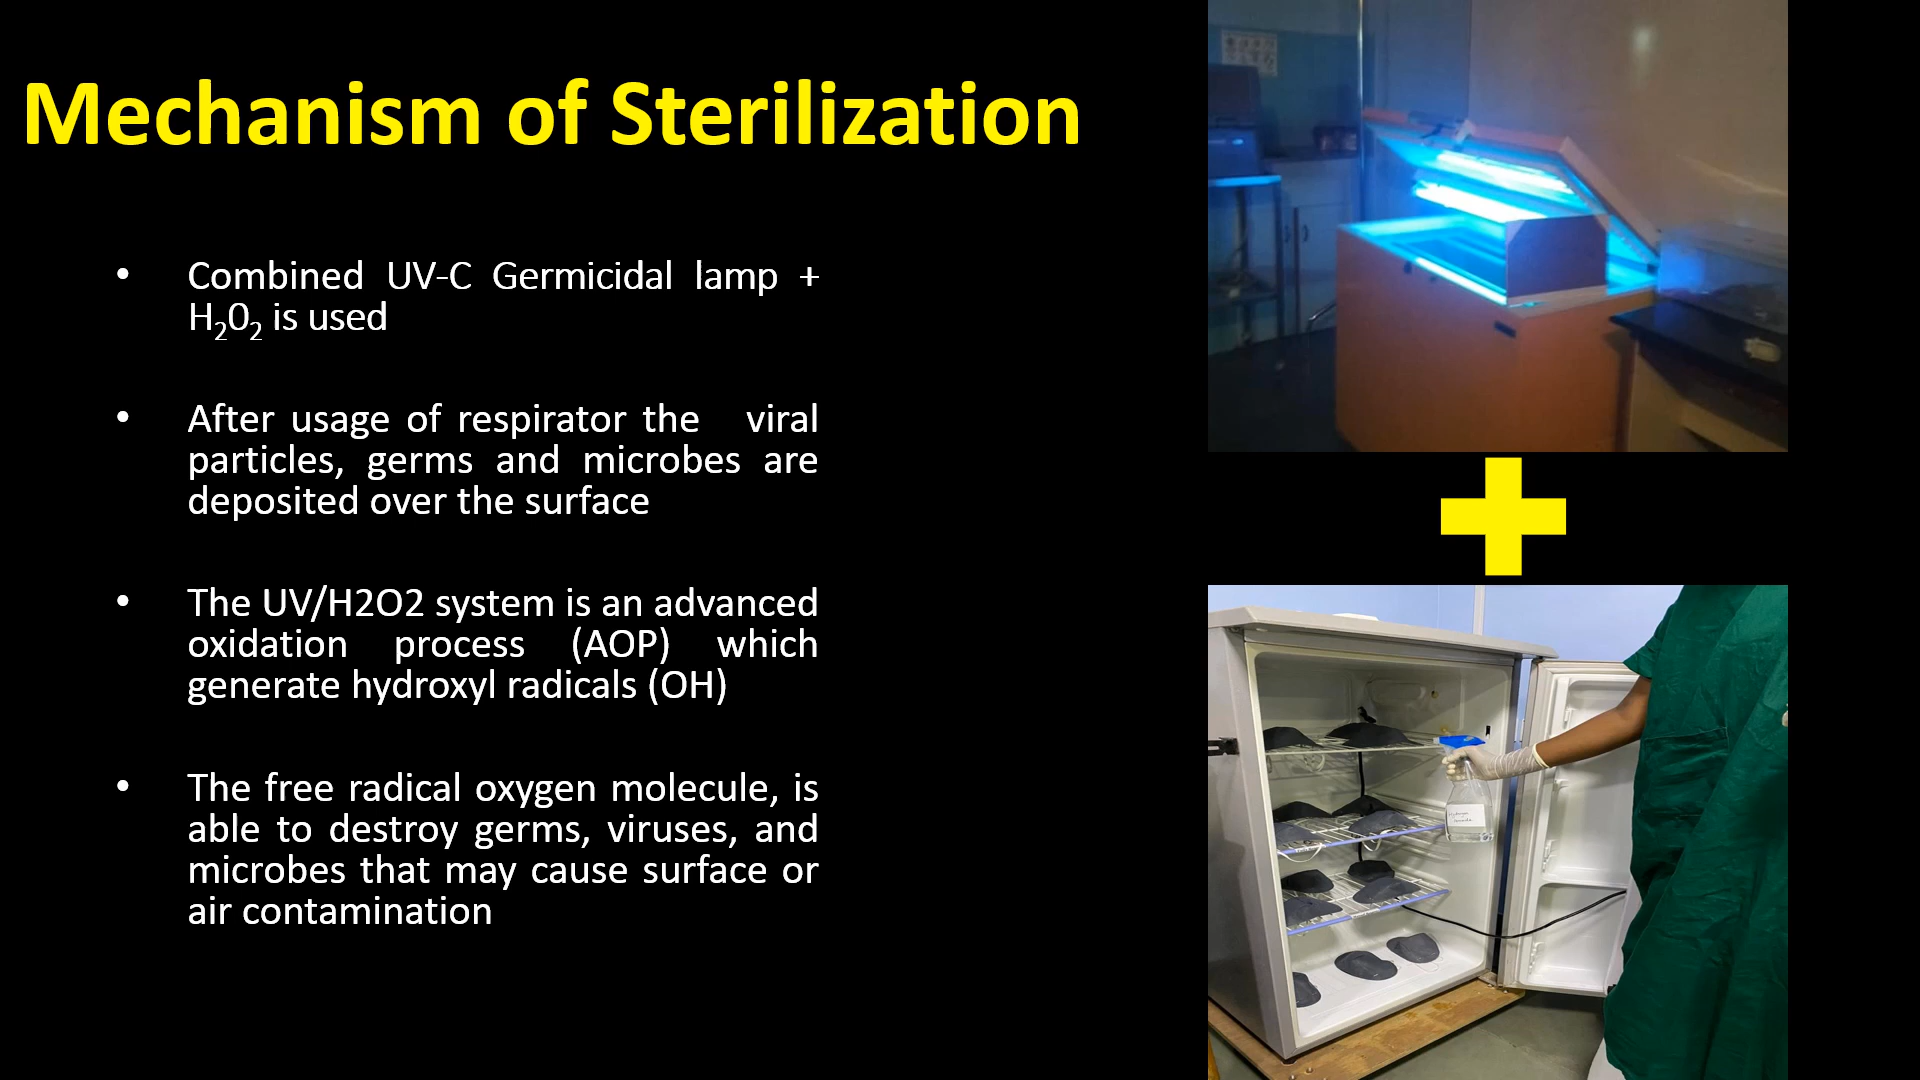 Mechanism of Sterilization
• Combined UV-C Germicidal lamp +
H₂0₂ is used
• After usage of respirator the viral
particles, germs and microbes are
deposited over the surface
• The UV/H2O2 system is an advanced
oxidation process (AOP) which
generate hydroxyl radicals (OH)
• The free radical oxygen molecule, is
able to destroy germs, viruses, and
microbes that may cause surface or
air contamination